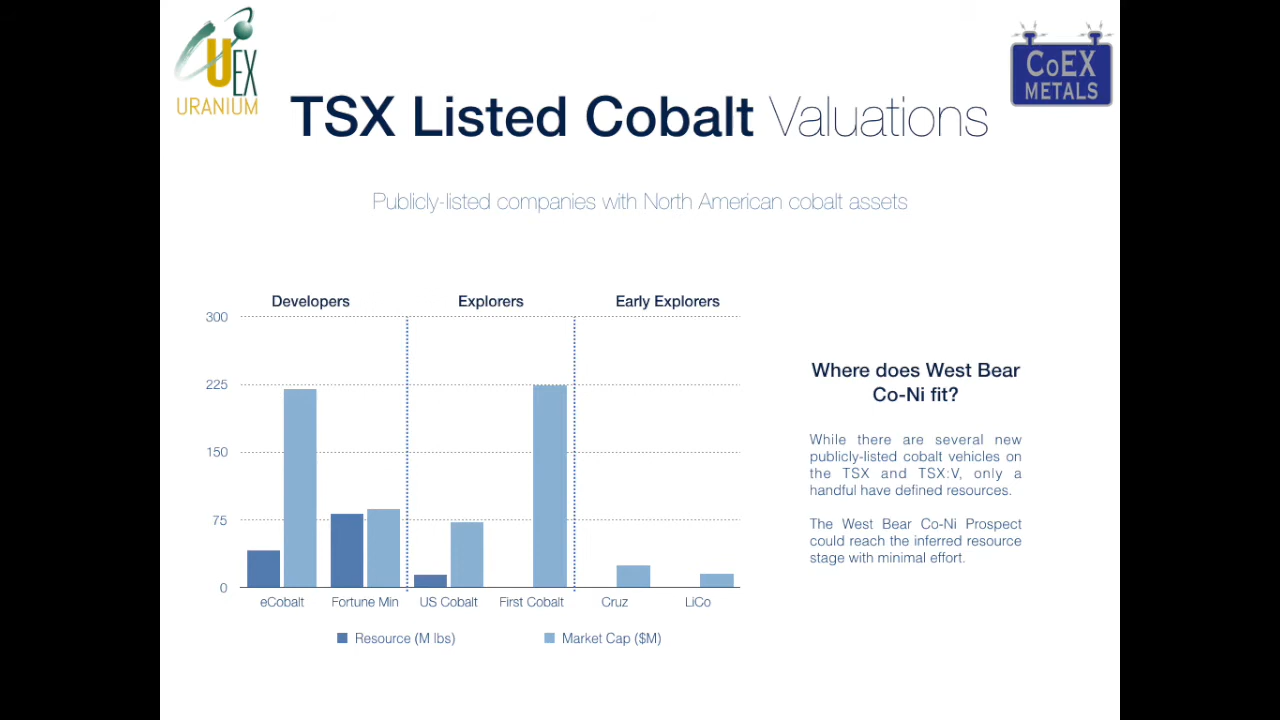 UEX
URANIUM
CoEX
METALS
TSX Listed Cobalt Valuations
Publicly-listed companies with North American cobalt assets
Developers
Explorers
Early Explorers
300
225
150
75
0
eCobalt
Fortune Min
US Cobalt
First Cobalt
Cruz
LiCo
Resource (M lbs)
Market Cap ($M)
Where does West Bear
Co-Ni fit?
While there are several new
publicly-listed cobalt vehicles on
the TSX and TSX:V, only a
handful have defined resources.
The West Bear Co-Ni Prospect
could reach the inferred resource
stage with minimal effort.